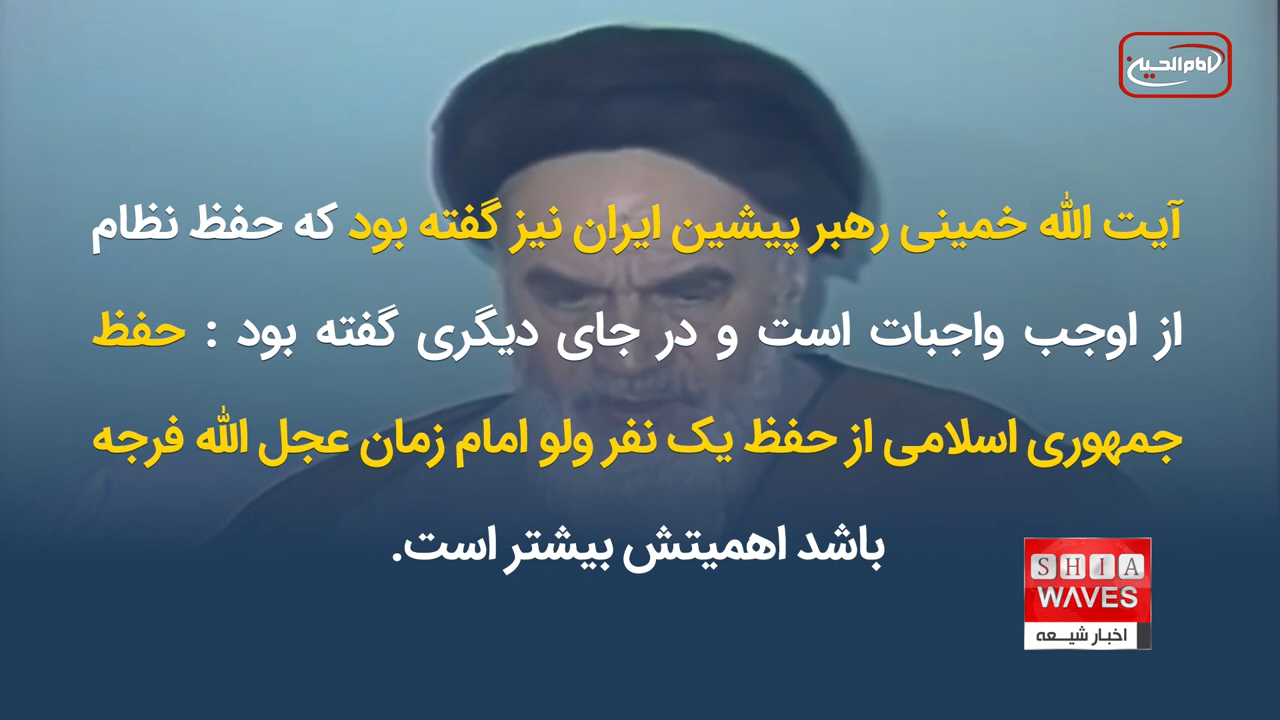 امام الحسین
آیت الله خمینی رهبر پیشین ایران نیز گفته بود که حفظ نظام
از اوجب واجبات است و در جای دیگری گفته بود : حفظ
جمهوری اسلامی از حفظ یک نفر ولو امام زمان عجل الله فرجه
باشد اهمیتش بیشتر است.
SHIA
WAVES
اخبار شیعه